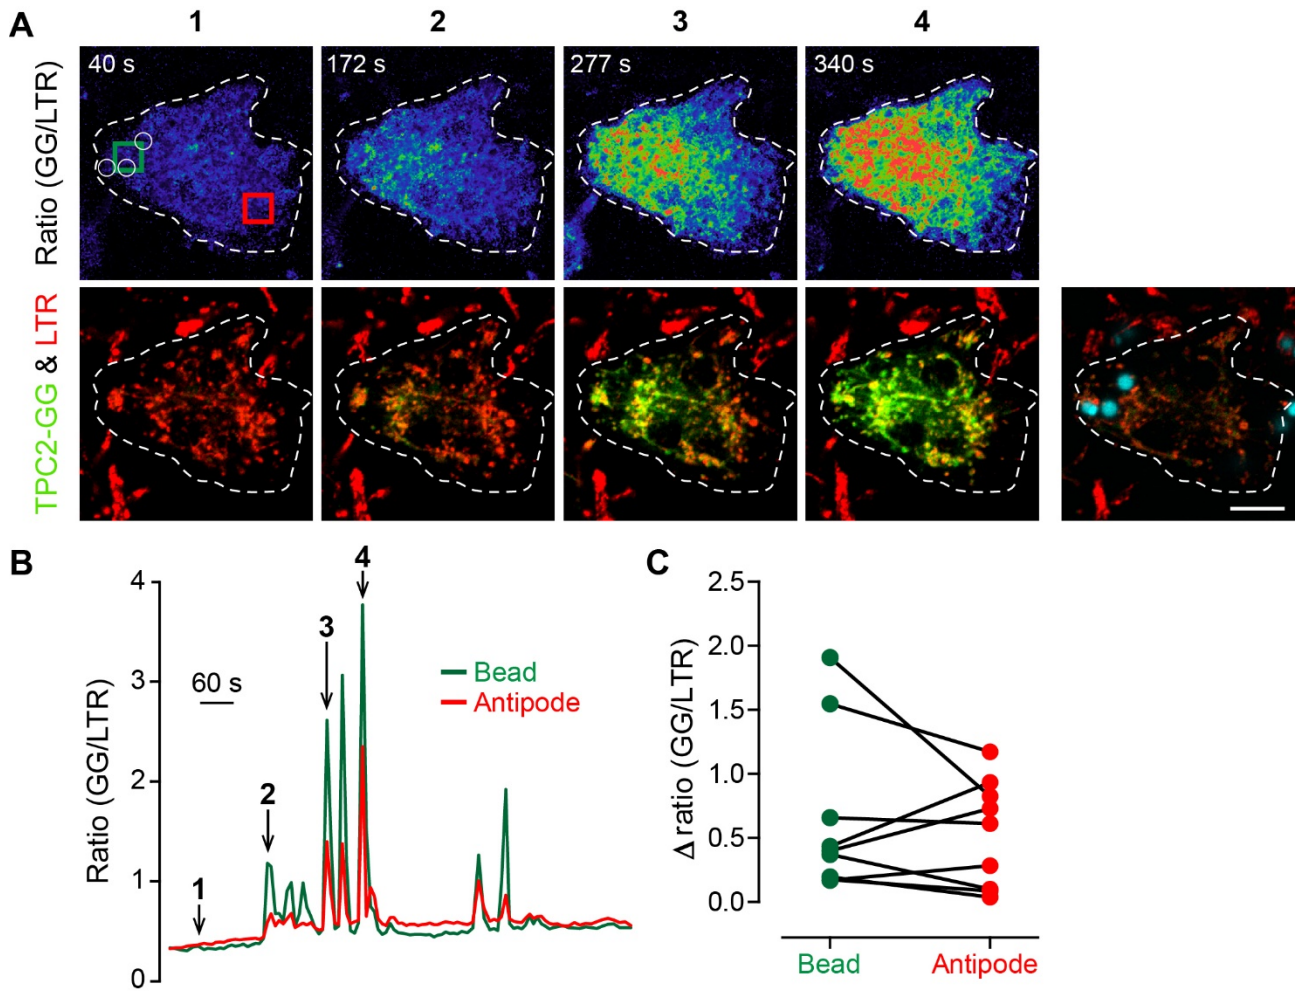 A
1
2
3
4
Ratio (GG/LTR)
40 s
172 s
277 s
340 s
TPC2-GG & LTR
B
Ratio (GG/LTR)
4
3
2
1
0
60 s
1
2
3
4
Bead
Antipode
C
Δ ratio (GG/LTR)
2.5
2.0
1.5
1.0
0.5
0.0
Bead
Antipode